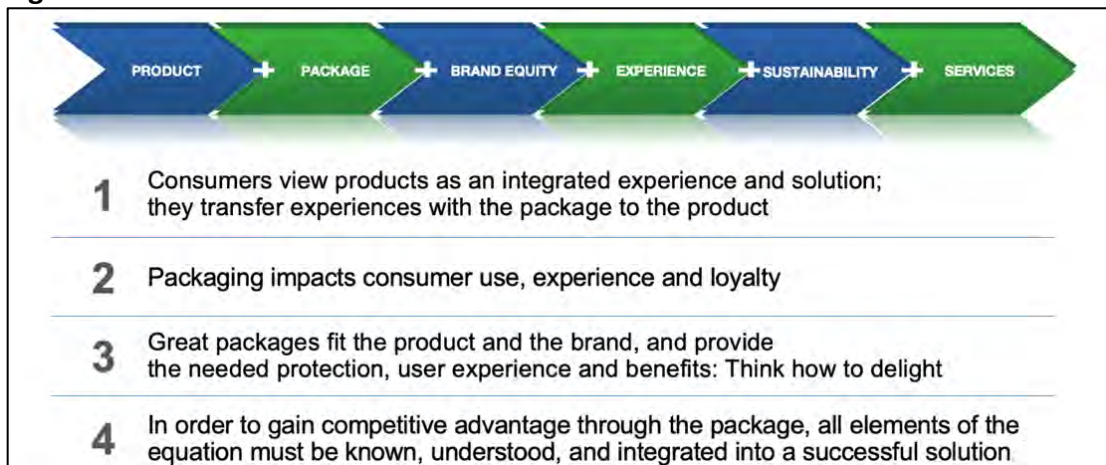 PRODUCT + PACKAGE + BRAND EQUITY + EXPERIENCE + SUSTAINABILITY + SERVICES
1 Consumers view products as an integrated experience and solution;
they transfer experiences with the package to the product
2 Packaging impacts consumer use, experience and loyalty
3 Great packages fit the product and the brand, and provide
the needed protection, user experience and benefits: Think how to delight
4 In order to gain competitive advantage through the package, all elements of the
equation must be known, understood, and integrated into a successful solution